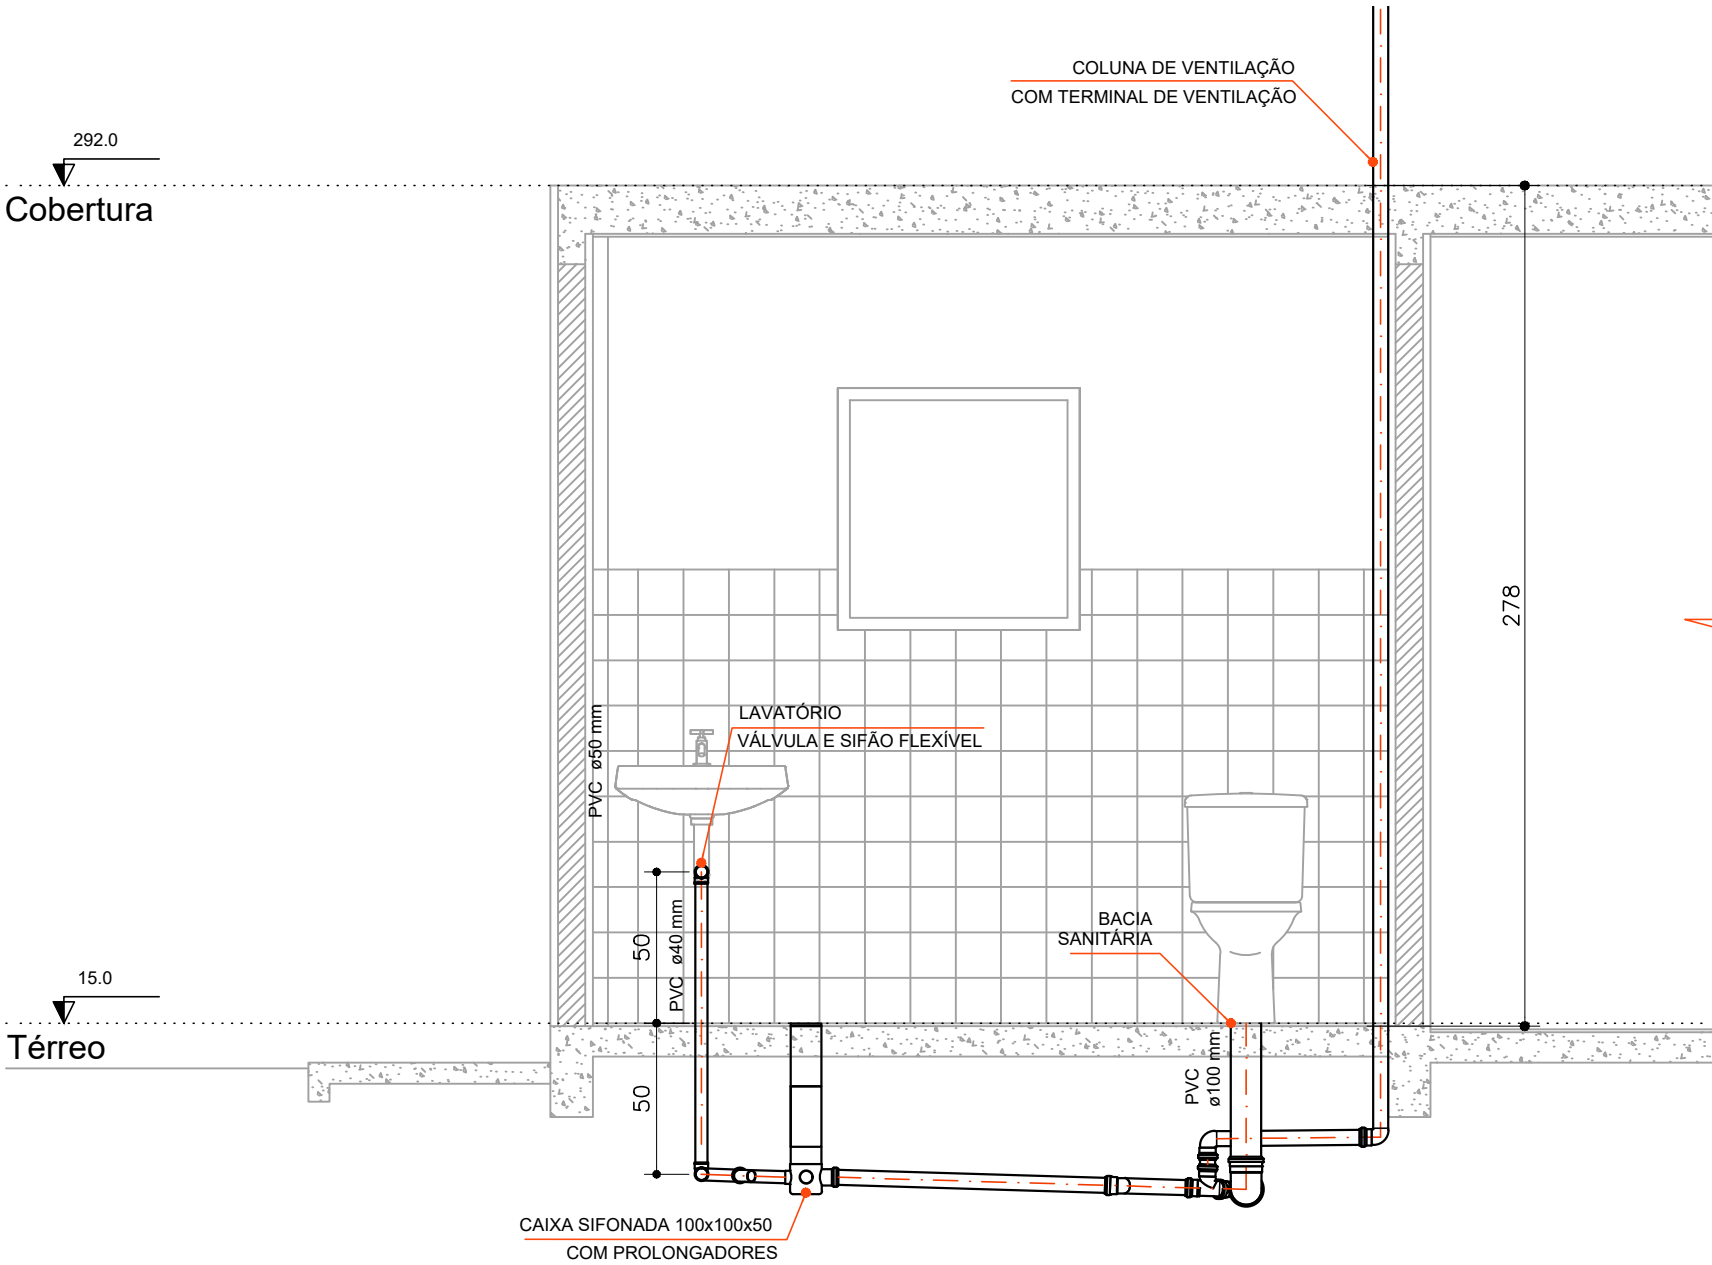 COLUNA DE VENTILAÇÃO
COM TERMINAL DE VENTILAÇÃO
292.0
Cobertura
278
PVC ø50 mm
LAVATÓRIO
VÁLVULA E SIFÃO FLEXÍVEL
50
PVC ø40 mm
BACIA
SANITÁRIA
15.0
Térreo
50
PVC
ø100 mm
CAIXA SIFONADA 100x100x50
COM PROLONGADORES